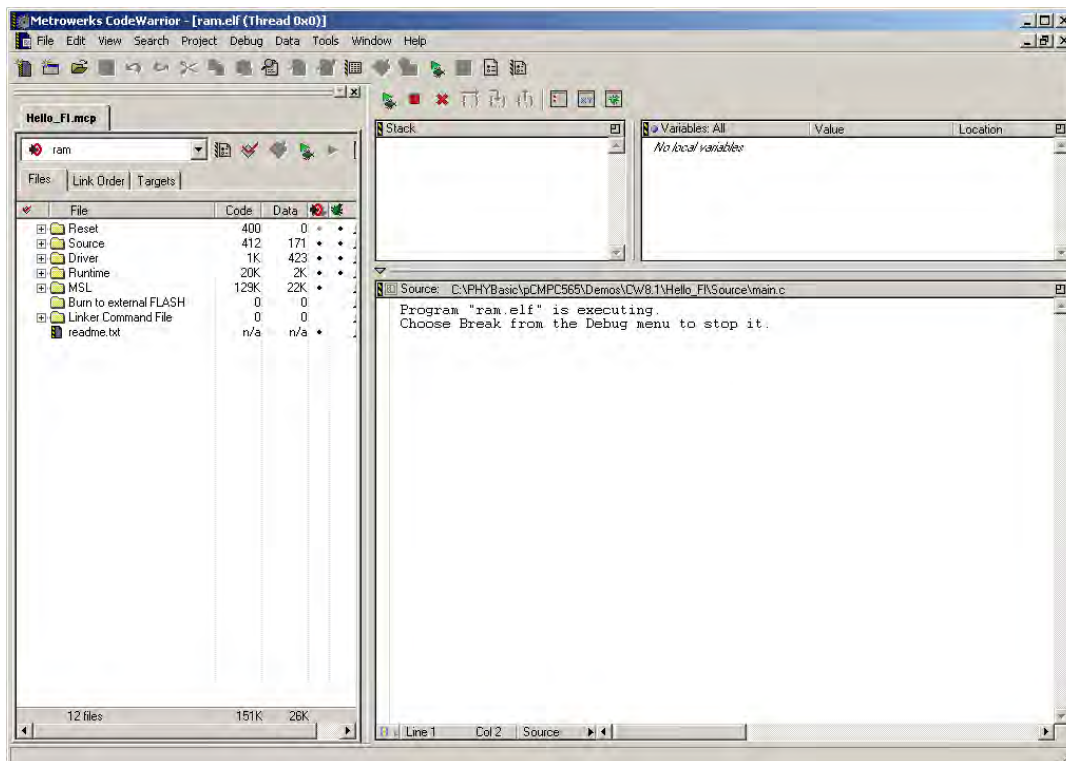 Metrowerks CodeWarrior - [ram.elf (Thread 0x0)]
File Edit View Search Project Debug Data Tools Window Help
Hello_FI.mcp
ram
Files Link Order Targets
File Code Data
Reset 400 0
Source 412 171
Driver 1K 423
Runtime 20K 2K
MSL 129K 22K
Burn to external FLASH 0 0
Linker Command File 0 0
readme.txt n/a n/a
12 files 151K 26K
Stack
Variables: All Value Location
No local variables
Source: C:\PHYBasic\pCMPC565\Demos\CW8.1\Hello_FI\Source\main.c
Program "ram.elf" is executing.
Choose Break from the Debug menu to stop it.
Line 1 Col 2 Source